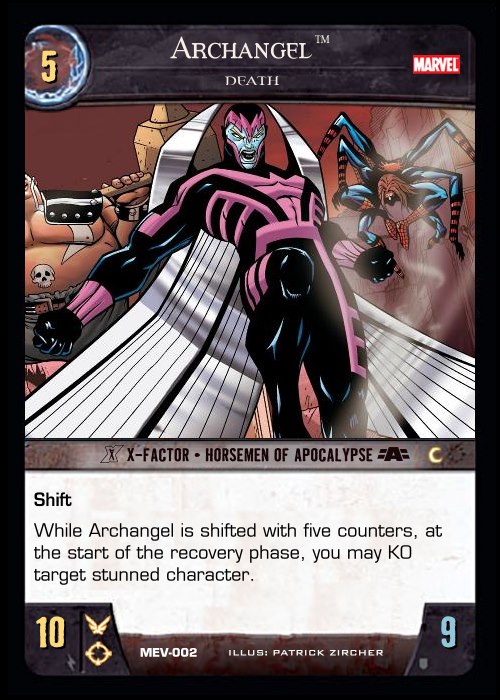 5
Archangel™
DEATH
MARVEL
X-FACTOR • HORSEMEN OF APOCALYPSE
Shift
While Archangel is shifted with five counters, at
the start of the recovery phase, you may KO
target stunned character.
10
9
MEV-002 ILLUS: PATRICK ZIRCHER